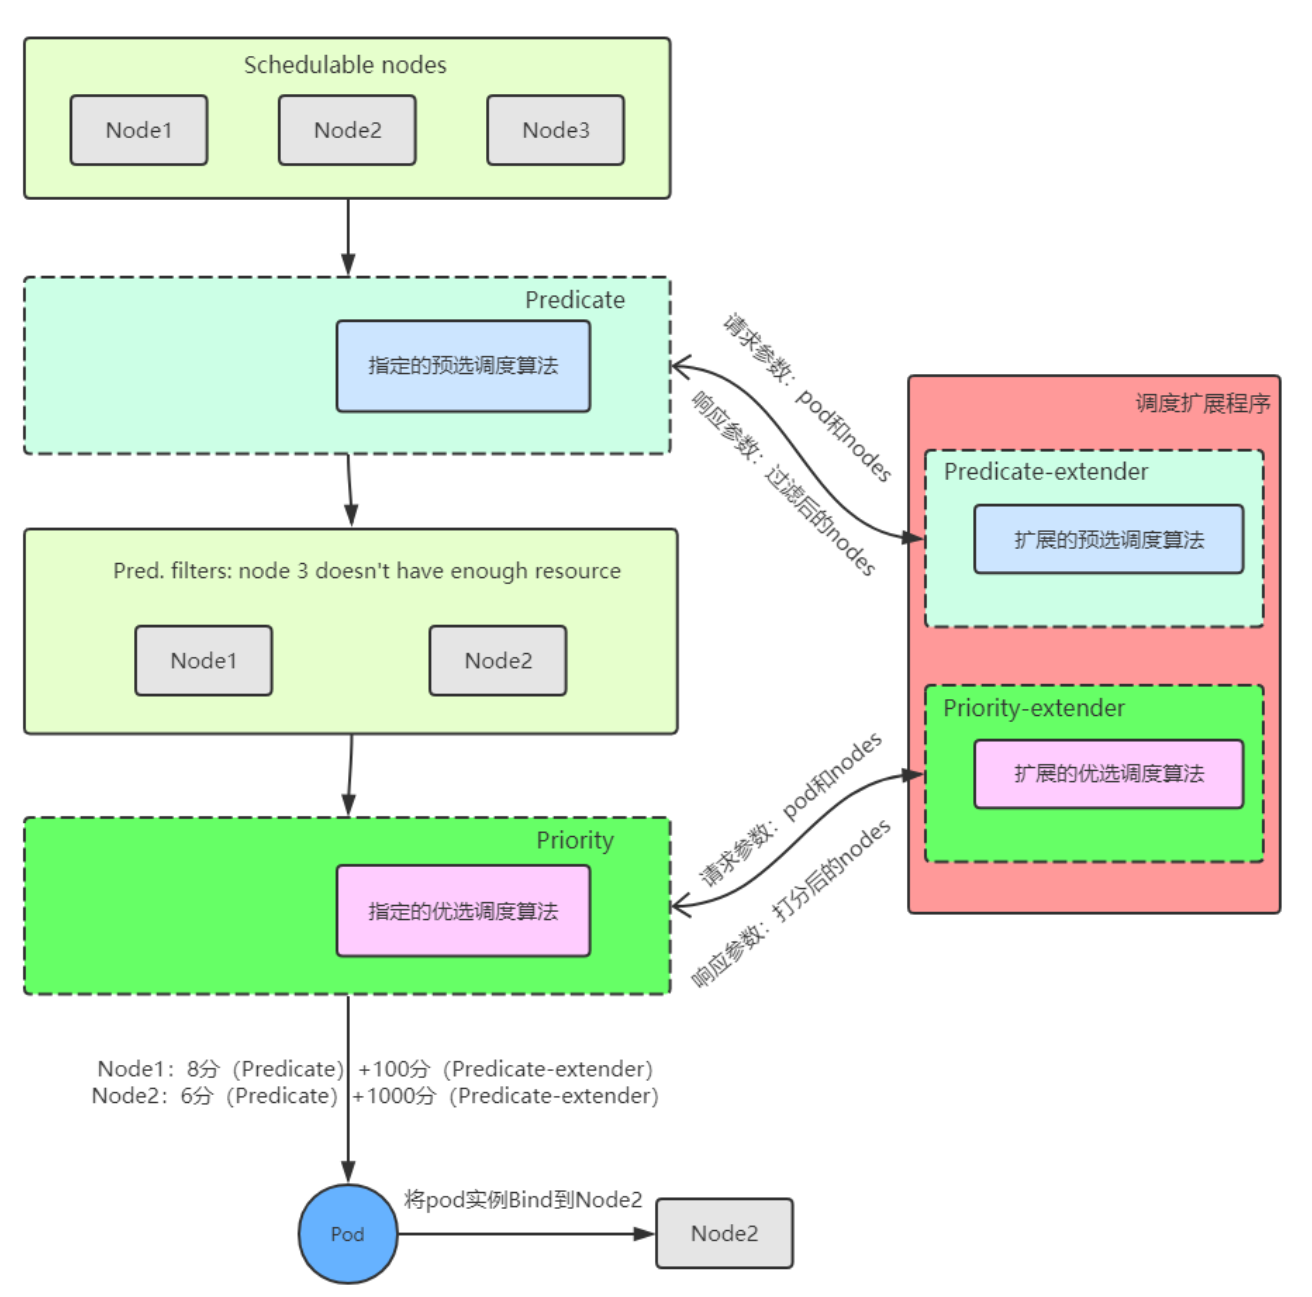 Schedulable nodes
Node1
Node2
Node3
Predicate
指定的预选调度算法
请求参数：pod和nodes
响应参数：过滤后的nodes
调度扩展程序
Predicate-extender
扩展的预选调度算法
Pred. filters: node 3 doesn't have enough resource
Node1
Node2
Priority-extender
扩展的优选调度算法
请求参数：pod和nodes
响应参数：打分后的nodes
Priority
指定的优选调度算法
Node1：8分（Predicate）+100分（Predicate-extender）
Node2：6分（Predicate）+1000分（Predicate-extender）
将pod实例Bind到Node2
Pod
Node2